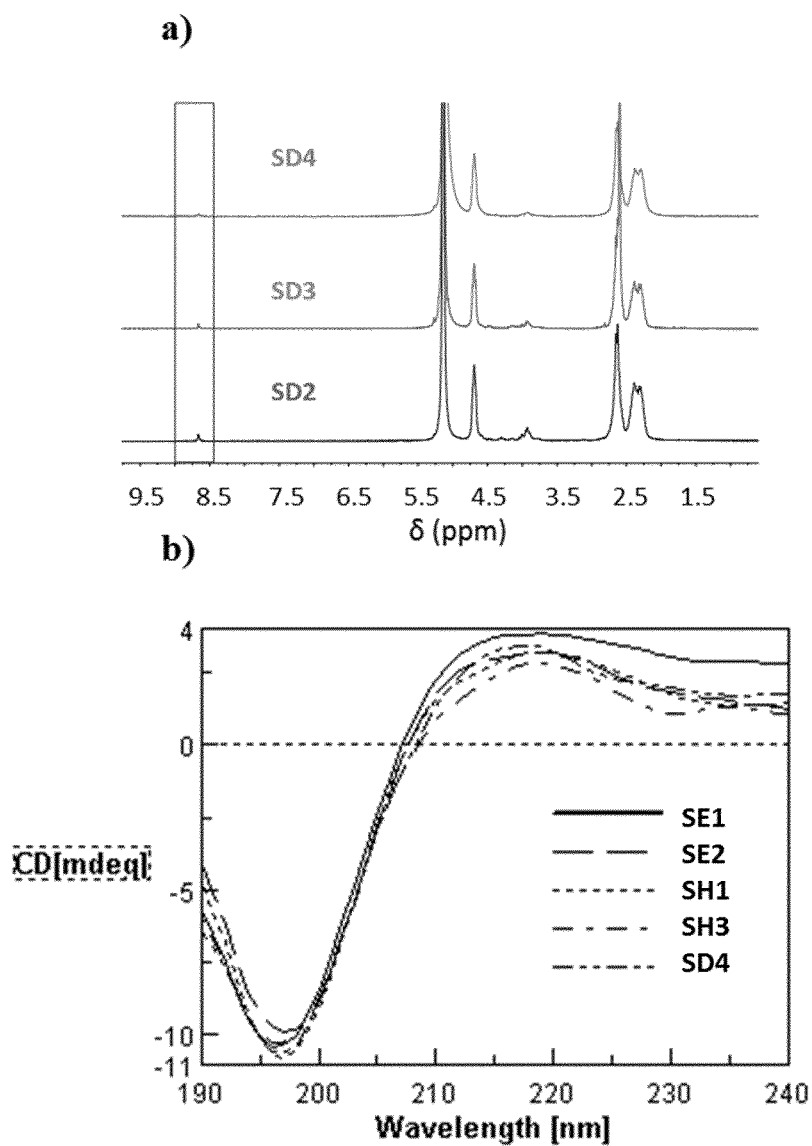 a)
SD4
SD3
SD2
9.5 8.5 7.5 6.5 5.5 4.5 3.5 2.5 1.5
δ (ppm)
b)
4
0
-5
-10
-11
CD[mdeq]
SE1
SE2
SH1
SH3
SD4
190 200 210 220 230 240
Wavelength [nm]